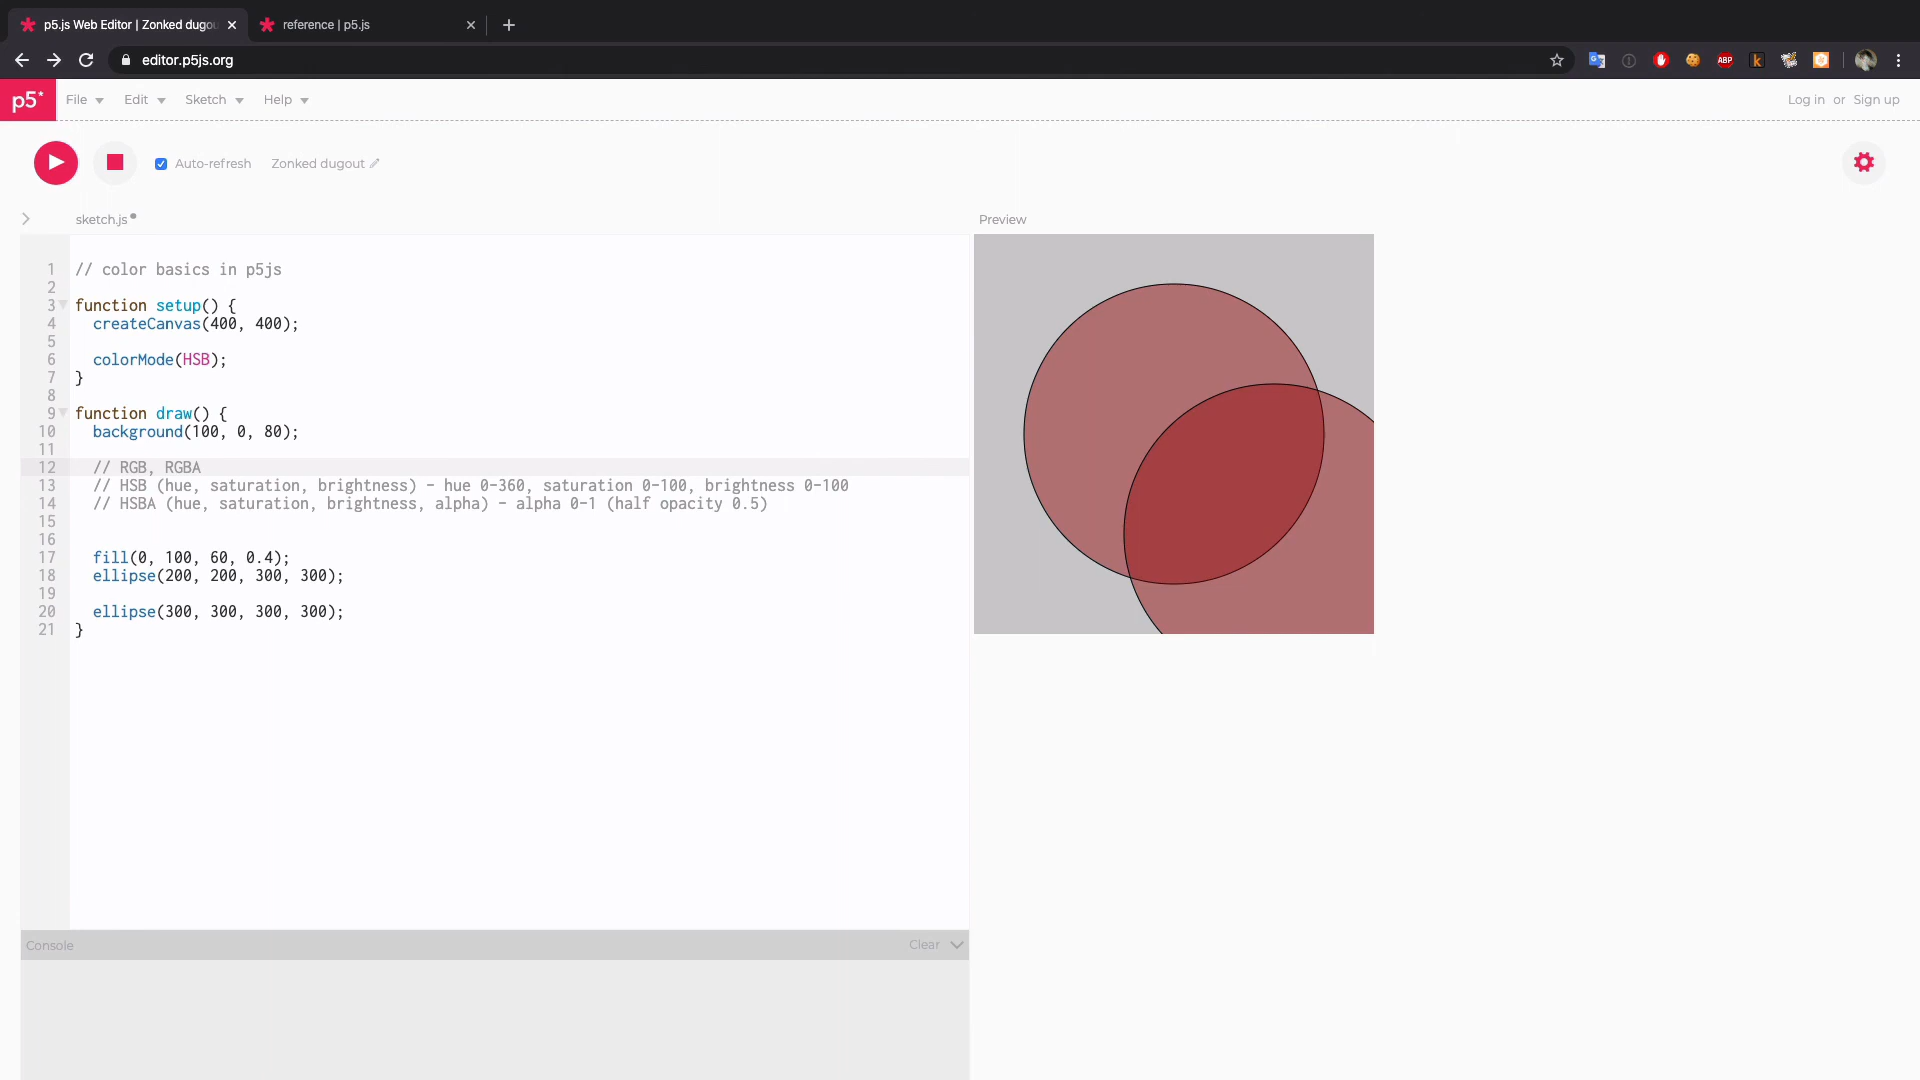 p5.js Web Editor | Zonked dugou
reference | p5.js
editor.p5js.org
ABP
k
p5*
File
Edit
Sketch
Help
Log in or Sign up
Auto-refresh
Zonked dugout
sketch.js
Preview
1 // color basics in p5js
2
3 function setup() {
4 createCanvas(400, 400);
5
6 colorMode(HSB);
7 }
8
9 function draw() {
10 background(100, 0, 80);
11
12 // RGB, RGBA
13 // HSB (hue, saturation, brightness) - hue 0-360, saturation 0-100, brightness 0-100
14 // HSBA (hue, saturation, brightness, alpha) - alpha 0-1 (half opacity 0.5)
15
16
17 fill(0, 100, 60, 0.4);
18 ellipse(200, 200, 300, 300);
19
20 ellipse(300, 300, 300, 300);
21 }
Console
Clear